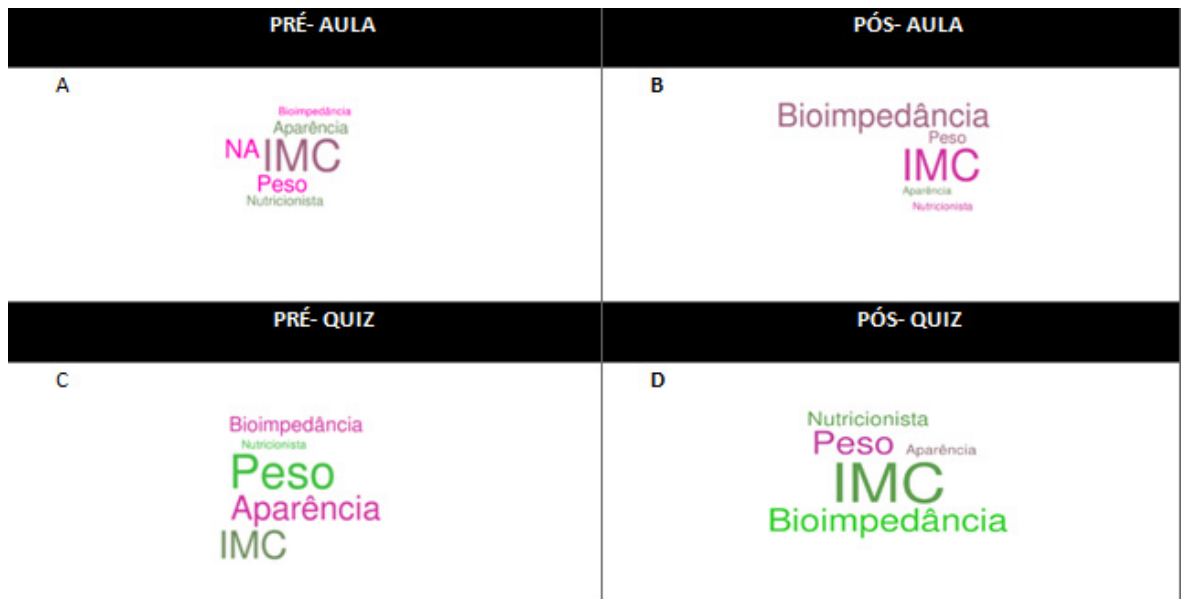 PRÉ- AULA
PÓS- AULA
A
Bioimpedância
Aparência
NA IMC
Peso
Nutricionista
B
Bioimpedância
Peso
IMC
Aparência
Nutricionista
PRÉ- QUIZ
PÓS- QUIZ
C
Bioimpedância
Nutricionista
Peso
Aparência
IMC
D
Nutricionista
Peso Aparência
IMC
Bioimpedância